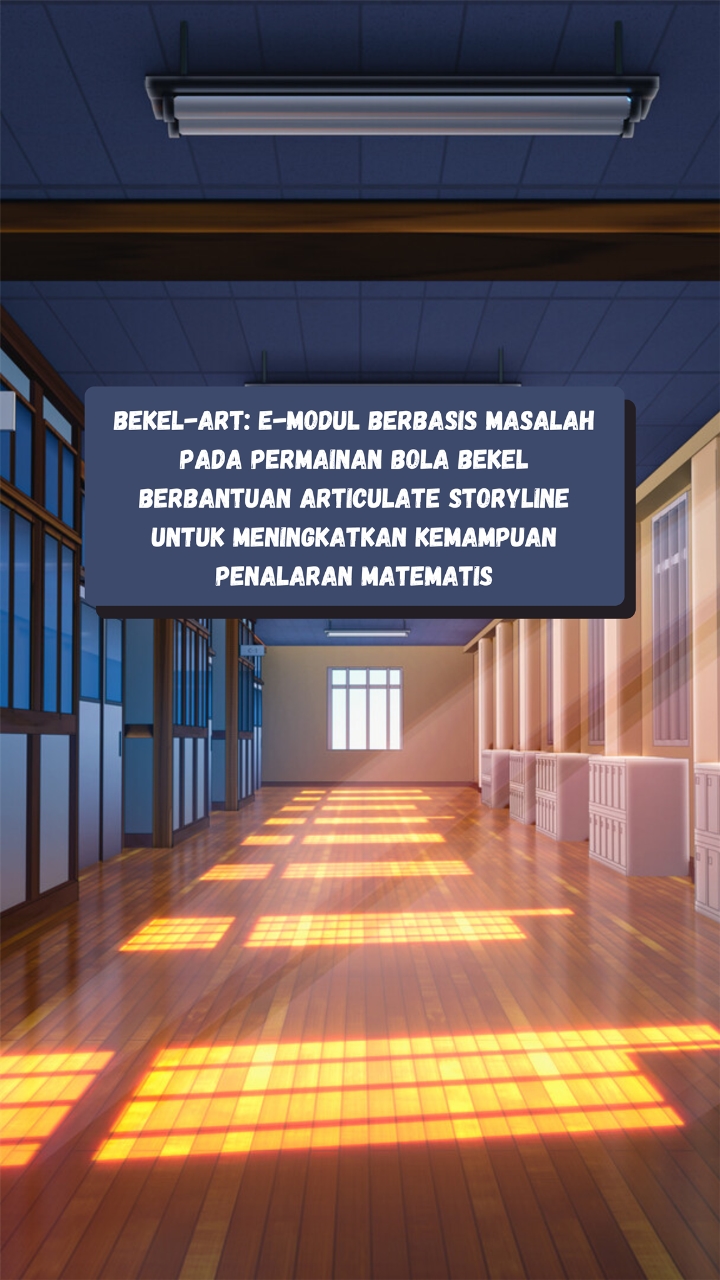 BEKEL-ART: E-MODUL BERBASIS MASALAH
PADA PERMAINAN BOLA BEKEL
BERBANTUAN ARTICULATE STORYLINE
UNTUK MENINGKATKAN KEMAMPUAN
PENALARAN MATEMATIS